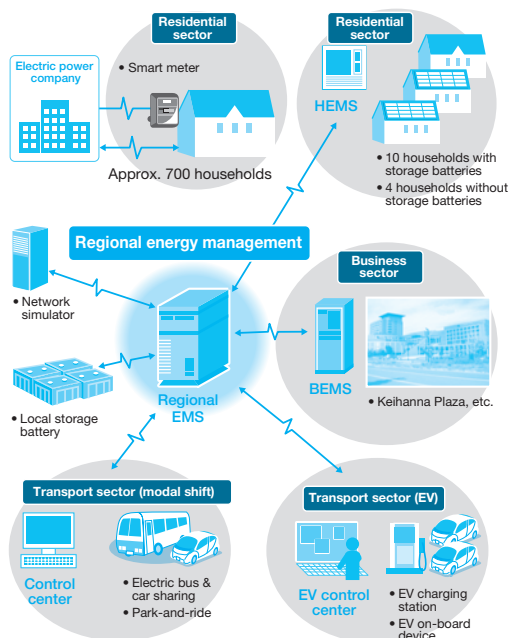 Residential
sector
Electric power
company
• Smart meter
Approx. 700 households
Residential
sector
HEMS
• 10 households with
storage batteries
• 4 households without
storage batteries
Regional energy management
• Network
simulator
• Local storage
battery
Regional
EMS
Business
sector
BEMS
• Keihanna Plaza, etc.
Transport sector (modal shift)
Control
center
• Electric bus &
car sharing
• Park-and-ride
Transport sector (EV)
EV control
center
• EV charging
station
• EV on-board
device